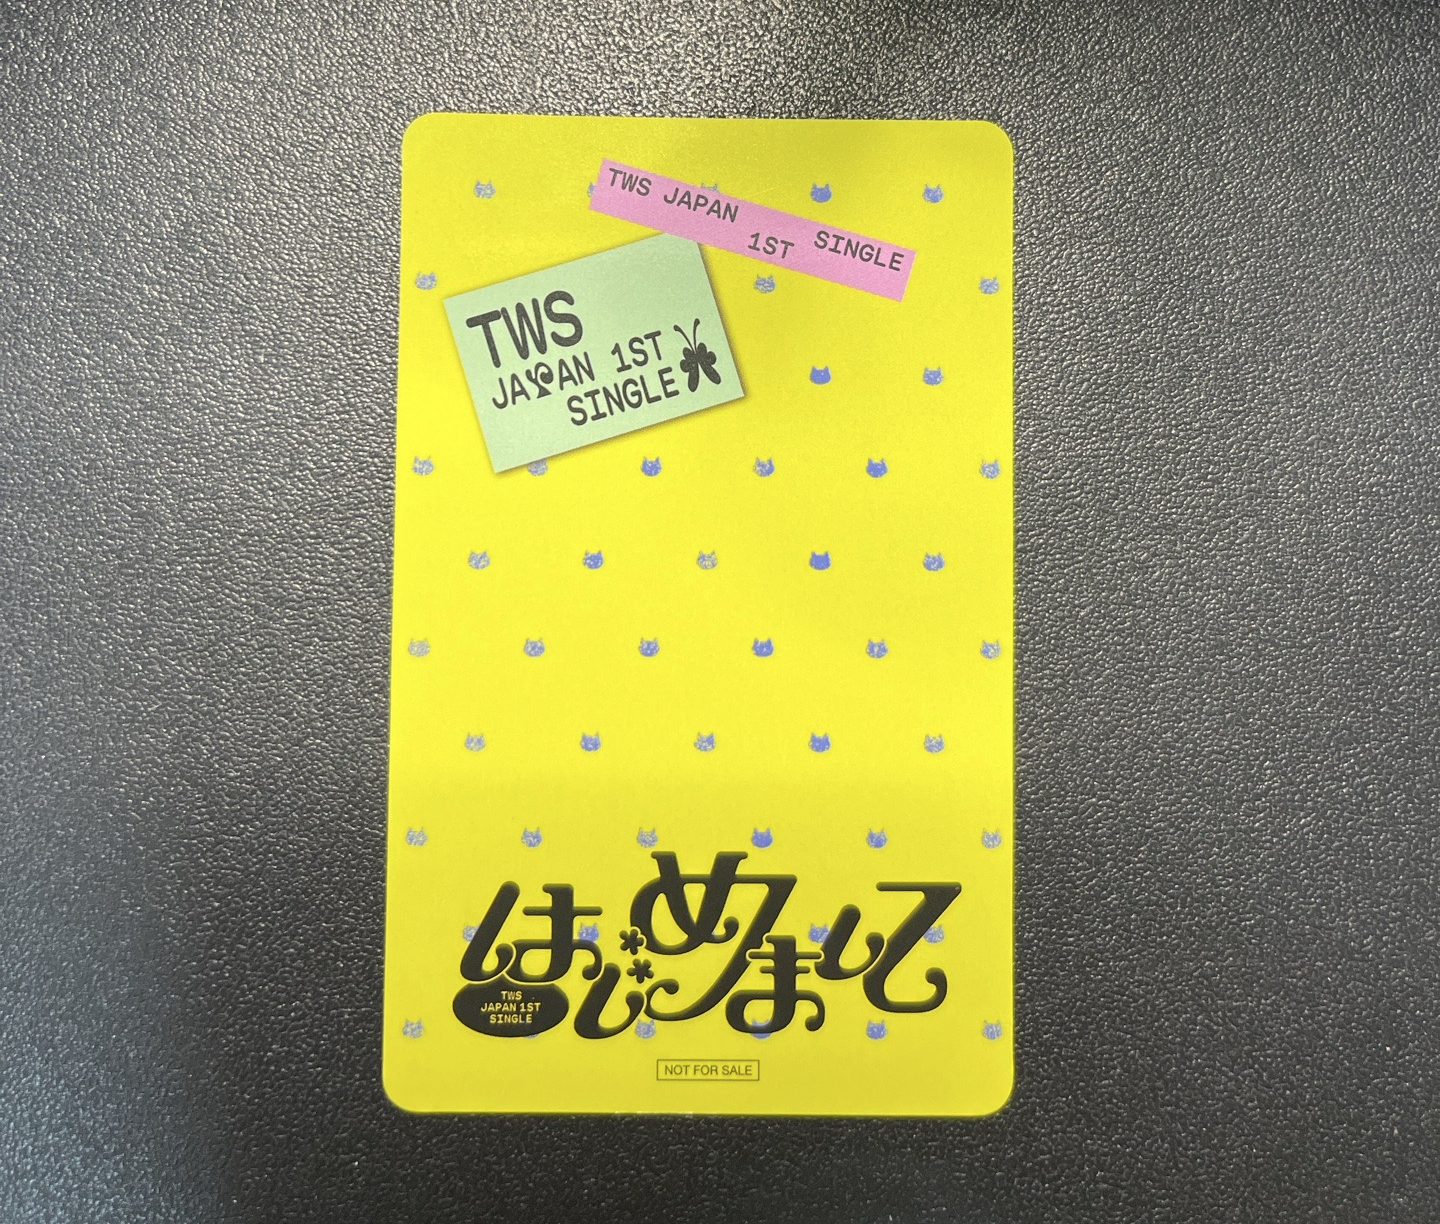 TWS JAPAN 1ST SINGLE
TWS
JAPAN 1ST
SINGLE
はじめまして
TWS
JAPAN 1ST
SINGLE
NOT FOR SALE